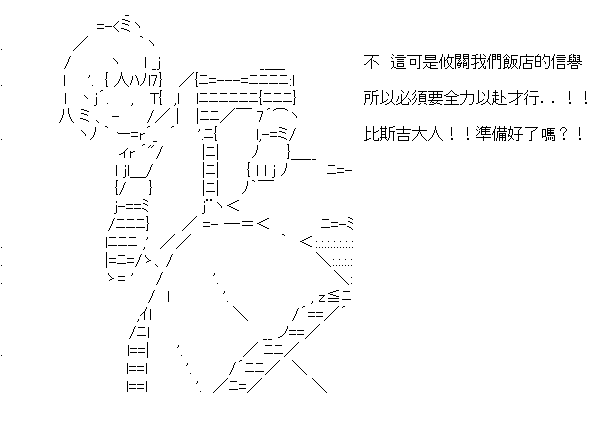 不　這可是攸關我們飯店的信譽
所以必須要全力以赴才行．．！！
比斯吉大人！！準備好了嗎？！